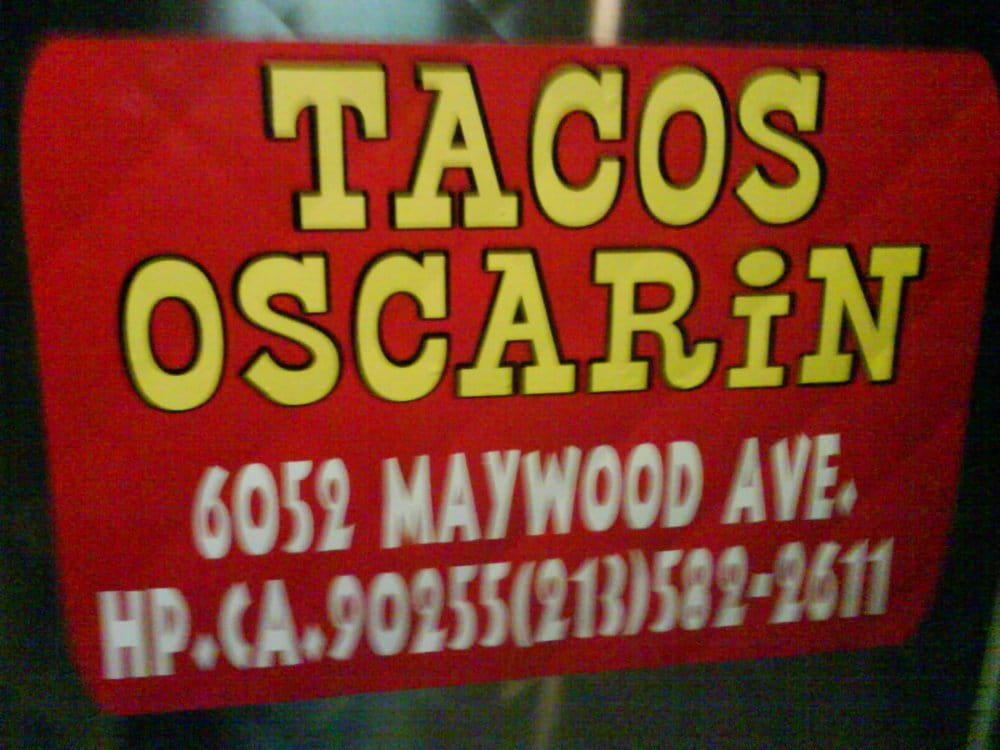 TACOS
OSCARiN
6052 MAYWOOD AVE.
HP.CA.90255(213)582-2611